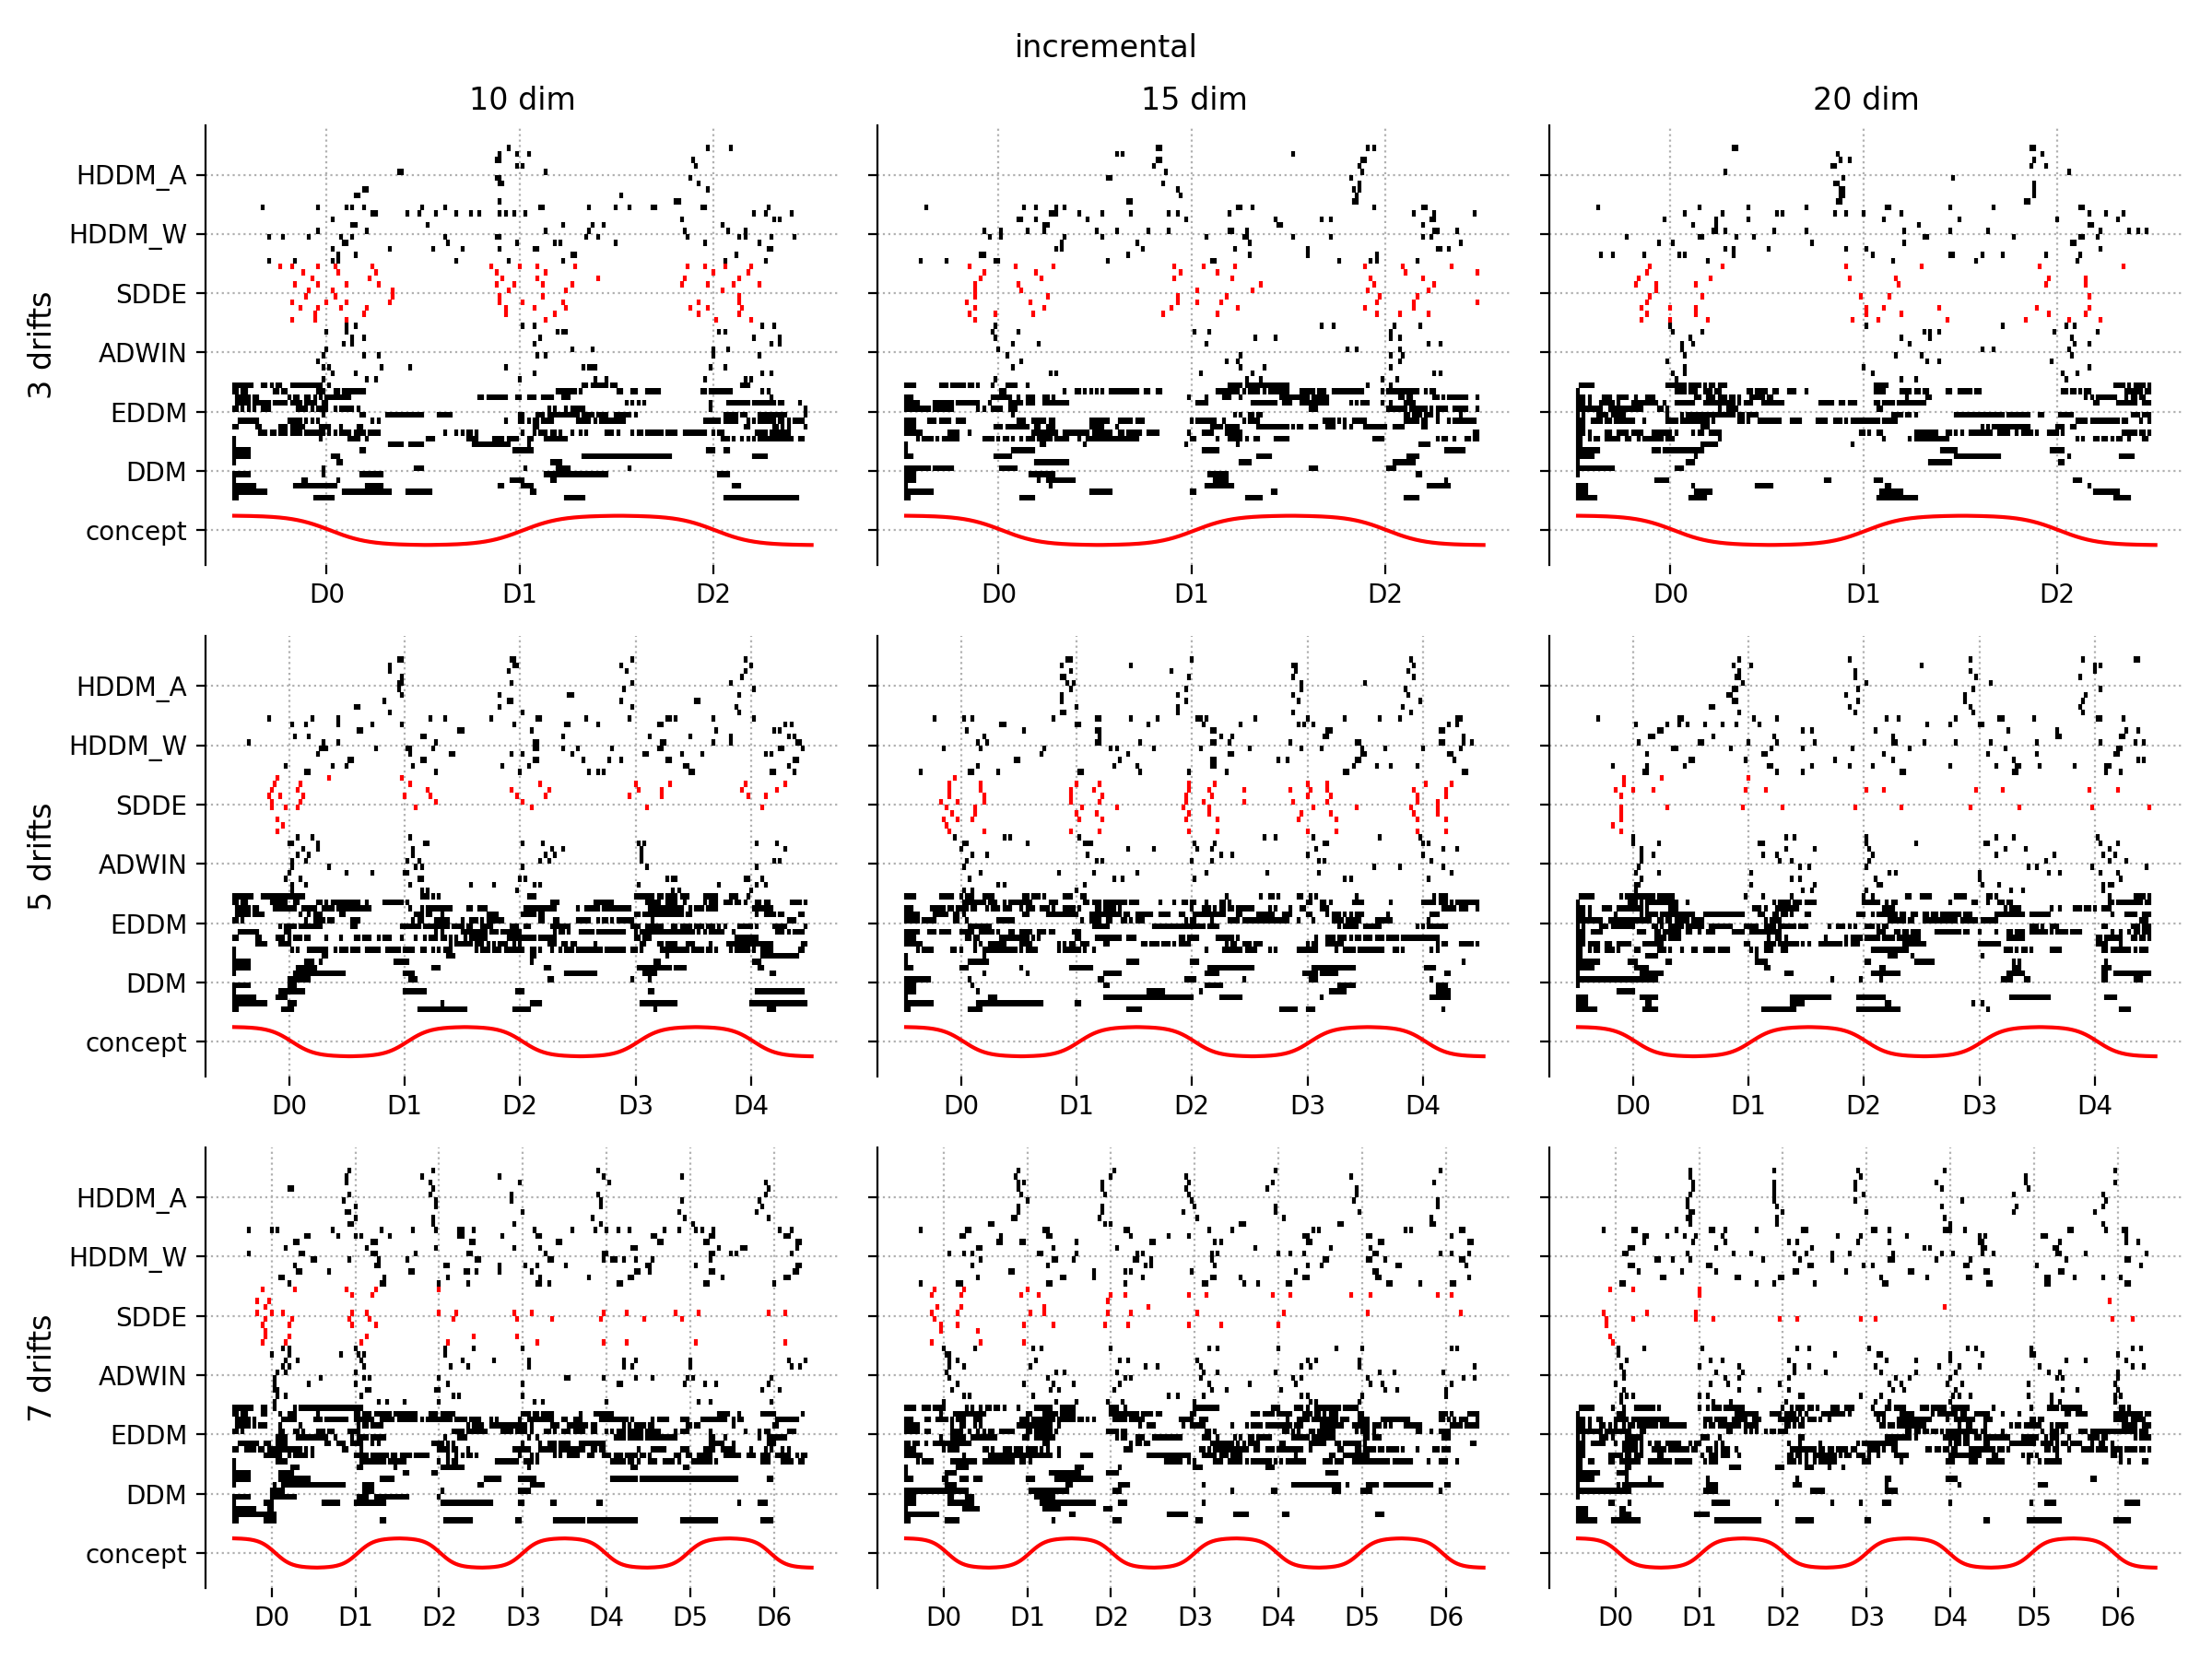 incremental
10 dim
15 dim
20 dim
3 drifts
HDDM_A
HDDM_W
SDDE
ADWIN
EDDM
DDM
concept
D0 D1 D2
D0 D1 D2
D0 D1 D2
5 drifts
HDDM_A
HDDM_W
SDDE
ADWIN
EDDM
DDM
concept
D0 D1 D2 D3 D4
D0 D1 D2 D3 D4
D0 D1 D2 D3 D4
7 drifts
HDDM_A
HDDM_W
SDDE
ADWIN
EDDM
DDM
concept
D0 D1 D2 D3 D4 D5 D6
D0 D1 D2 D3 D4 D5 D6
D0 D1 D2 D3 D4 D5 D6